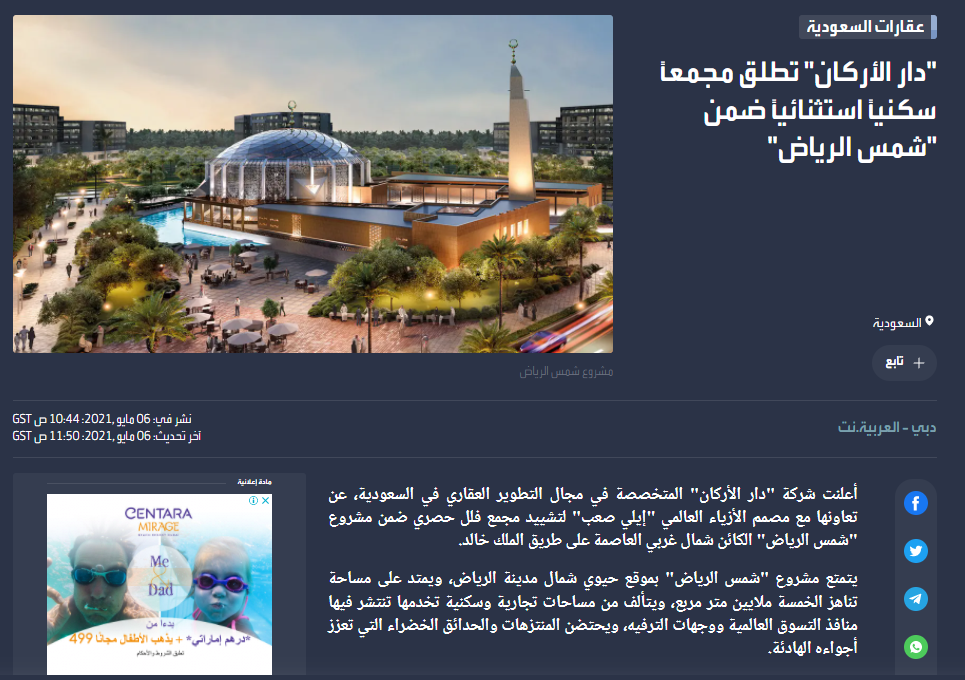 عقارات السعودية
"دار الأركان" تطلق مجمعاً
سكنياً استثنائياً ضمن
"شمس الرياض"
السعودية
+ تابع
مشروع شمس الرياض
دبي - العربية.نت
نشر في: 06 مايو ,2021: 10:44 ص GST
آخر تحديث: 06 مايو ,2021: 11:50 ص GST
أعلنت شركة "دار الأركان" المتخصصة في مجال التطوير العقاري في السعودية، عن
تعاونها مع مصمم الأزياء العالمي "إيلي صعب" لتشييد مجمع فلل حصري ضمن مشروع
"شمس الرياض" الكائن شمال غربي العاصمة على طريق الملك خالد.
يتمتع مشروع "شمس الرياض" بموقع حيوي شمال مدينة الرياض، ويمتد على مساحة
تناهز الخمسة ملايين متر مربع، ويتألف من مساحات تجارية وسكنية تخدمها تنتشر فيها
منافذ التسوق العالمية ووجهات الترفيه، ويحتضن المنتزهات والحدائق الخضراء التي تعزز
أجواءه الهادئة.
مادة إعلانية
CENTARA
MIRAGE
BEACH RESORT DUBAI
Me
Dad
بدءا من
499 درهم إماراتي* + يذهب الأطفال مجانًا*
تطبق الشروط والأحكام